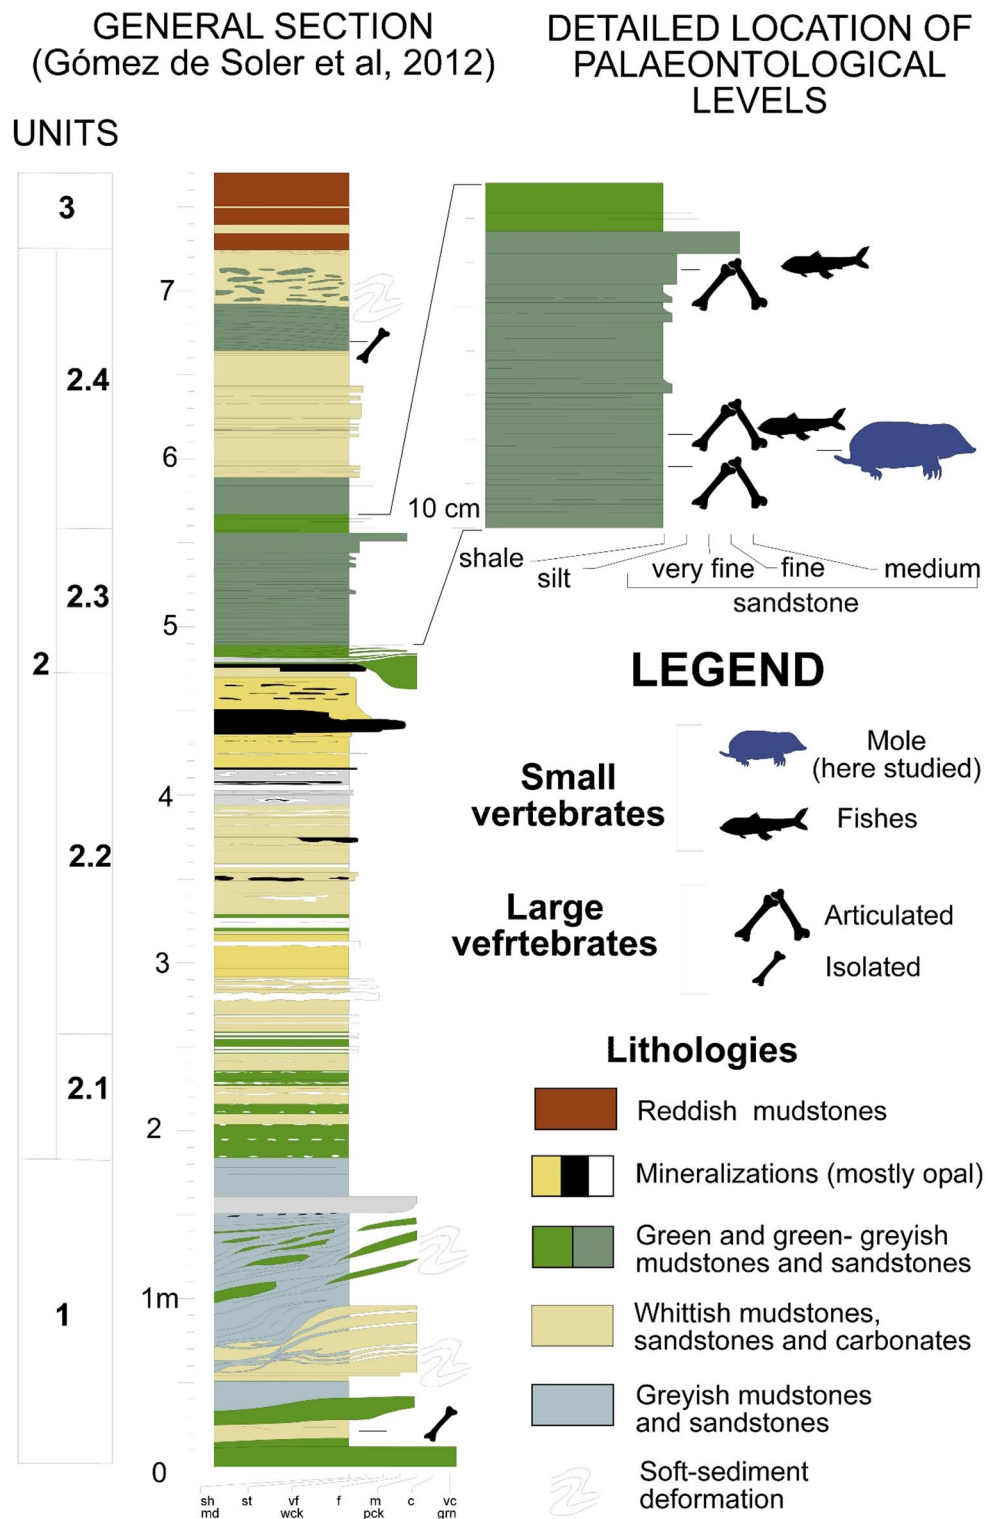 GENERAL SECTION
(Gómez de Soler et al, 2012)
DETAILED LOCATION OF
PALAEONTOLOGICAL
LEVELS
UNITS
3
2.4
2.3
2
2.2
2.1
1
7
6
5
4
3
2
1m
0
sh st vf f m c vc
md wck pck grn
10 cm
shale
silt
very fine
fine
medium
sandstone
LEGEND
Small
vertebrates
Mole
(here studied)
Fishes
Large
vefrtebrates
Articulated
Isolated
Lithologies
Reddish mudstones
Mineralizations (mostly opal)
Green and green- greyish
mudstones and sandstones
Whittish mudstones,
sandstones and carbonates
Greyish mudstones
and sandstones
Soft-sediment
deformation